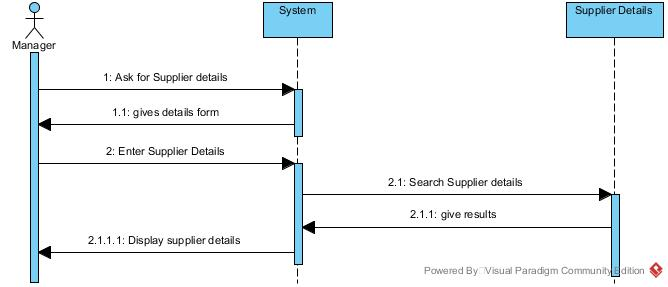 System
Supplier Details
Manager
1: Ask for Supplier details
1.1: gives details form
2: Enter Supplier Details
2.1: Search Supplier details
2.1.1: give results
2.1.1.1: Display supplier details
Powered By Visual Paradigm Community Edition